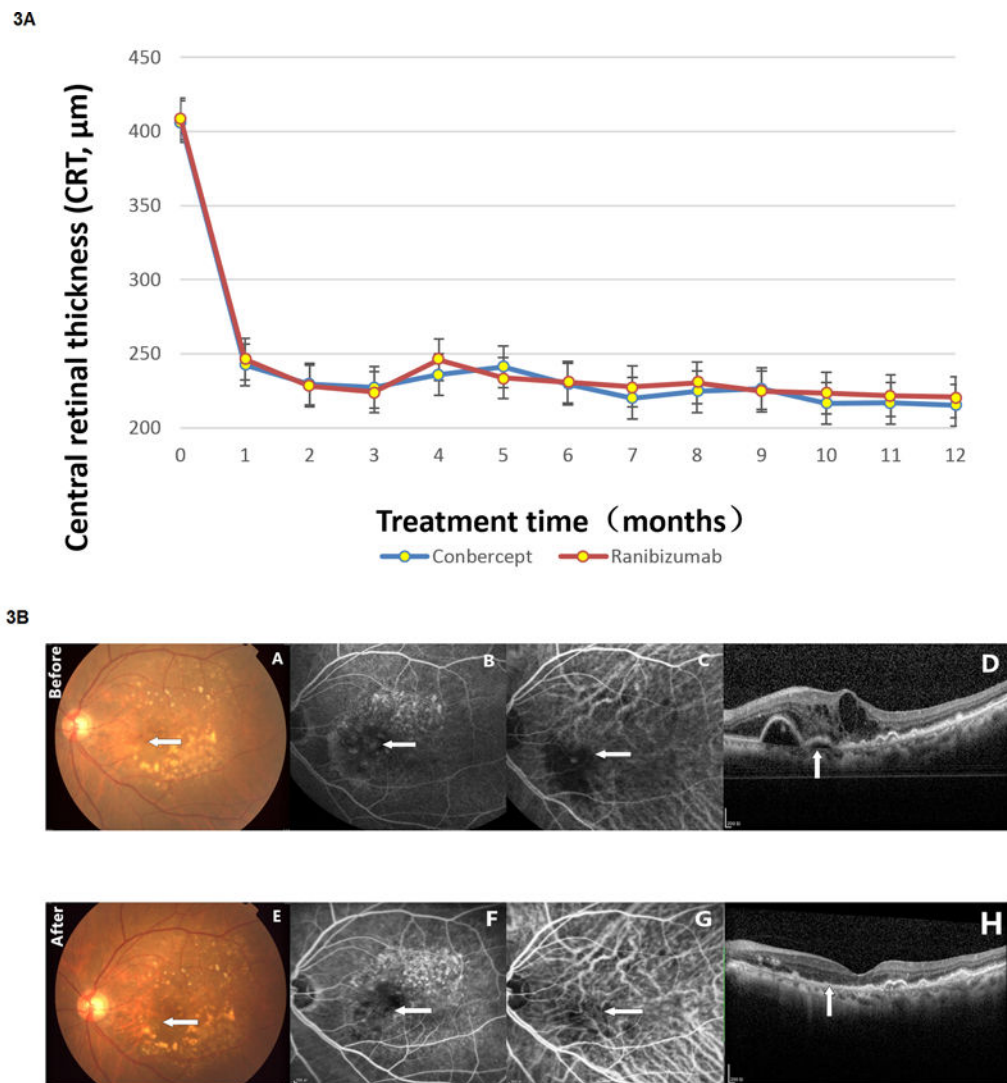 3A
Central retinal thickness (CRT, μm)
450
400
350
300
250
200
0 1 2 3 4 5 6 7 8 9 10 11 12
Treatment time（months）
Conbercept Ranibizumab
3B
Before
A B C D
After
E F G H